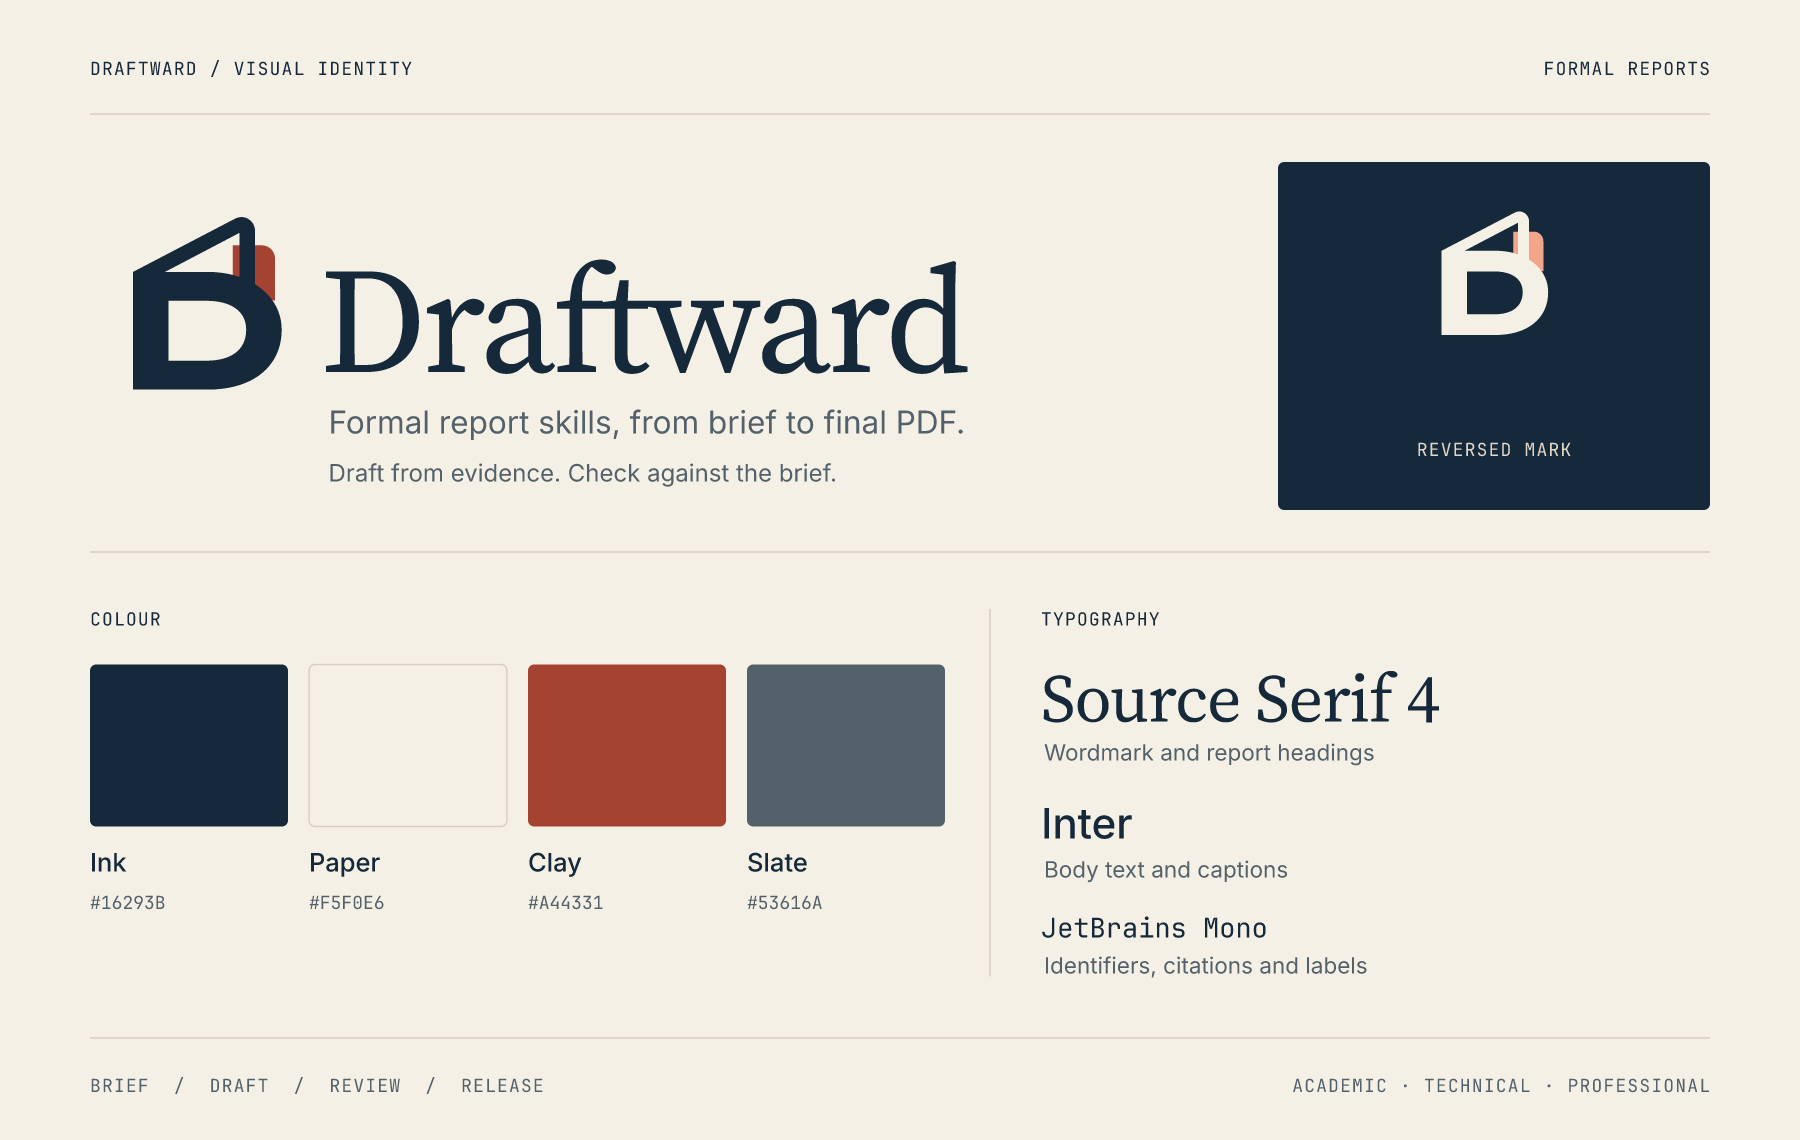 DRAFTWARD / VISUAL IDENTITY
FORMAL REPORTS
Draftward
Formal report skills, from brief to final PDF.
Draft from evidence. Check against the brief.
REVERSED MARK
COLOUR
Ink
#16293B
Paper
#F5F0E6
Clay
#A44331
Slate
#53616A
TYPOGRAPHY
Source Serif 4
Wordmark and report headings
Inter
Body text and captions
JetBrains Mono
Identifiers, citations and labels
BRIEF / DRAFT / REVIEW / RELEASE
ACADEMIC · TECHNICAL · PROFESSIONAL